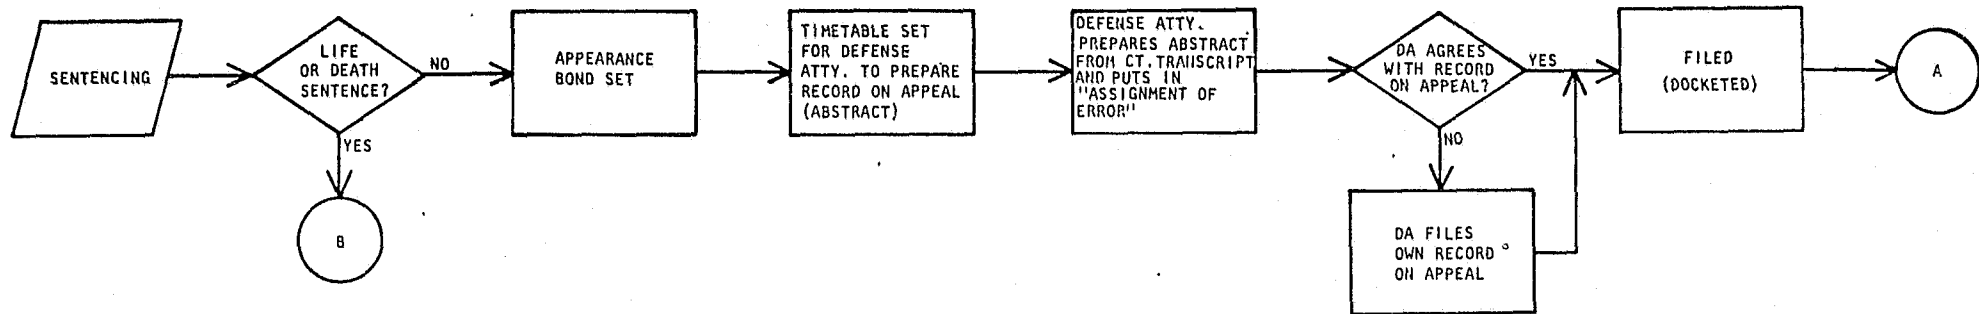 SENTENCING
LIFE
OR DEATH
SENTENCE?
NO
YES
B
APPEARANCE
BOND SET
TIMETABLE SET
FOR DEFENSE
ATTY. TO PREPARE
RECORD ON APPEAL
(ABSTRACT)
DEFENSE ATTY.
PREPARES ABSTRACT
FROM CT. TRANSCRIPT
AND PUTS IN
"ASSIGNMENT OF
ERROR"
DA AGREES
WITH RECORD
ON APPEAL?
YES
NO
DA FILES
OWN RECORD
ON APPEAL
FILED
(DOCKETED)
A